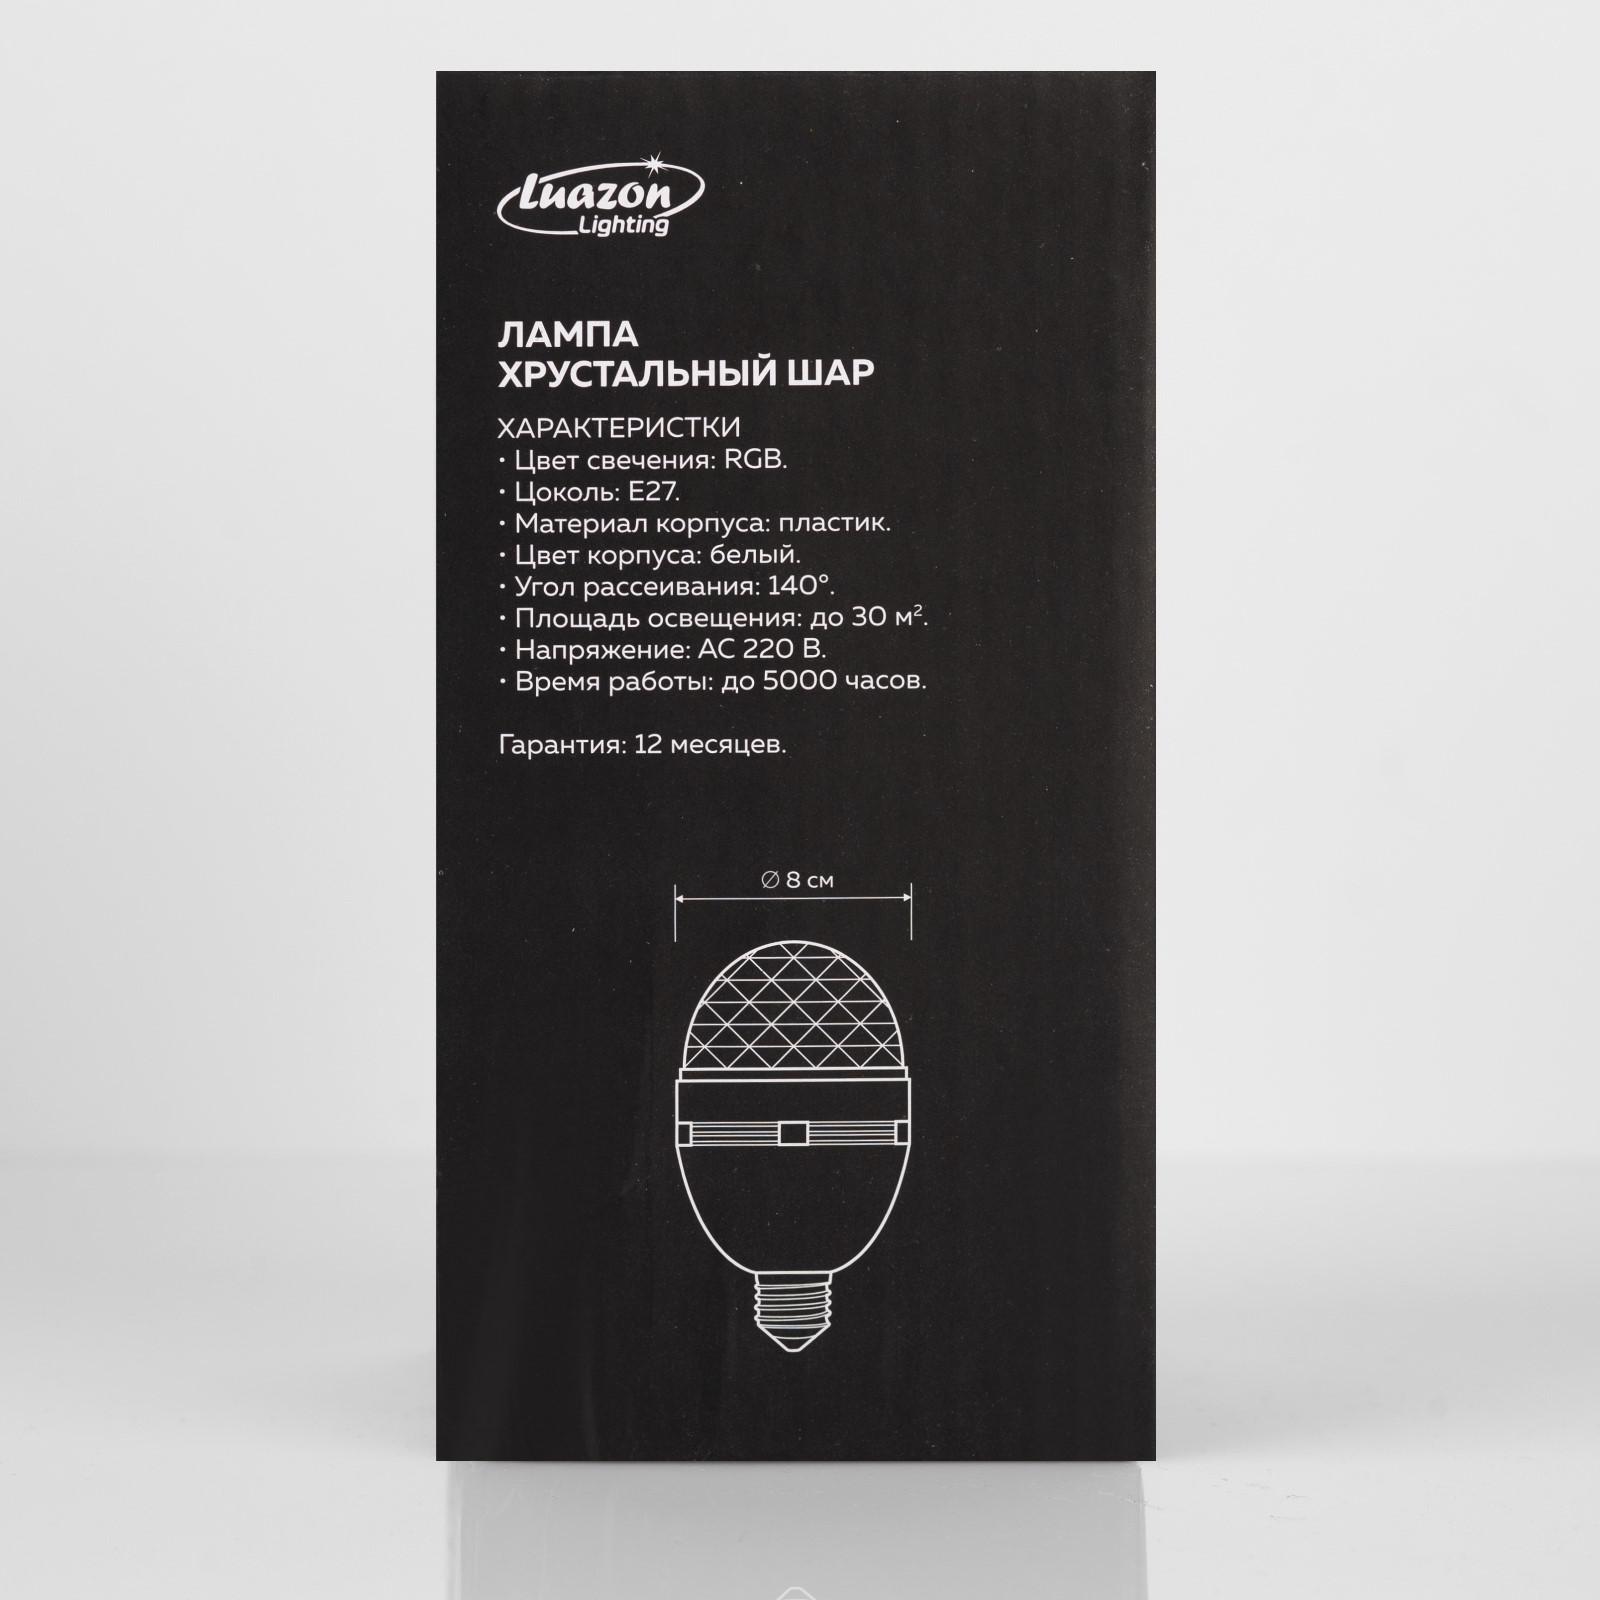 Luazon
Lighting
ЛАМПА
ХРУСТАЛЬНЫЙ ШАР
ХАРАКТЕРИСТКИ
• Цвет свечения: RGB.
• Цоколь: E27.
• Материал корпуса: пластик.
• Цвет корпуса: белый.
• Угол рассеивания: 140°.
• Площадь освещения: до 30 м².
• Напряжение: AC 220 В.
• Время работы: до 5000 часов.
Гарантия: 12 месяцев.
∅ 8 см